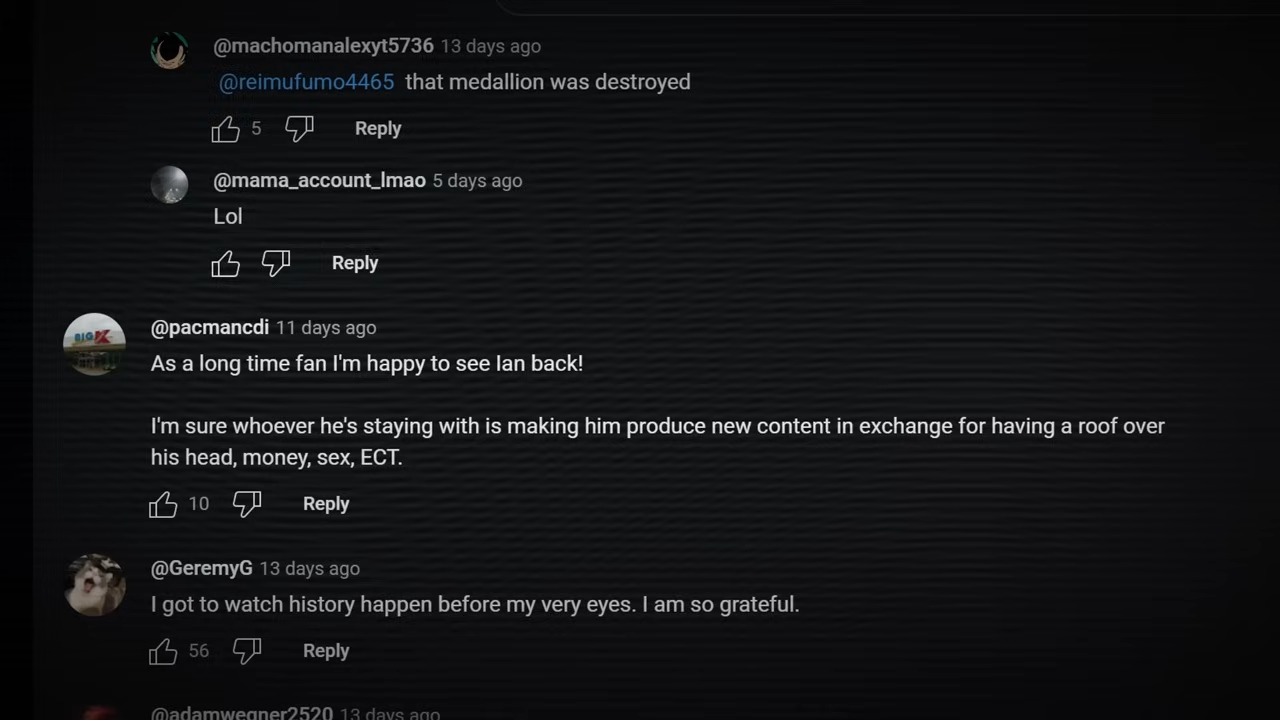 @machomanalexyt5736 13 days ago
@reimufumo4465 that medallion was destroyed
5 Reply
@mama_account_lmao 5 days ago
Lol
Reply
BIG K
@pacmancdi 11 days ago
As a long time fan I'm happy to see Ian back!
I'm sure whoever he's staying with is making him produce new content in exchange for having a roof over
his head, money, sex, ECT.
10 Reply
@GeremyG 13 days ago
I got to watch history happen before my very eyes. I am so grateful.
56 Reply
@adamwegner2520 13 days ago